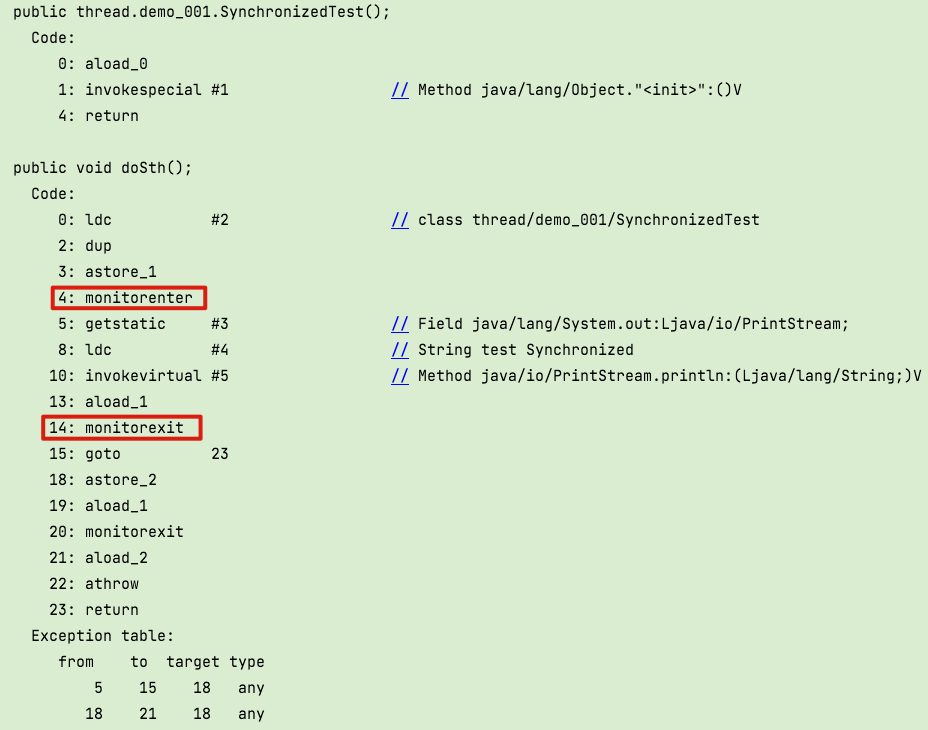 public thread.demo_001.SynchronizedTest();
  Code:
     0: aload_0
     1: invokespecial #1                  // Method java/lang/Object."<init>":()V
     4: return

public void doSth();
  Code:
     0: ldc           #2                  // class thread/demo_001/SynchronizedTest
     2: dup
     3: astore_1
     4: monitorenter
     5: getstatic     #3                  // Field java/lang/System.out:Ljava/io/PrintStream;
     8: ldc           #4                  // String test Synchronized
    10: invokevirtual #5                  // Method java/io/PrintStream.println:(Ljava/lang/String;)V
    13: aload_1
    14: monitorexit
    15: goto          23
    18: astore_2
    19: aload_1
    20: monitorexit
    21: aload_2
    22: athrow
    23: return
  Exception table:
     from    to  target type
         5    15    18   any
        18    21    18   any